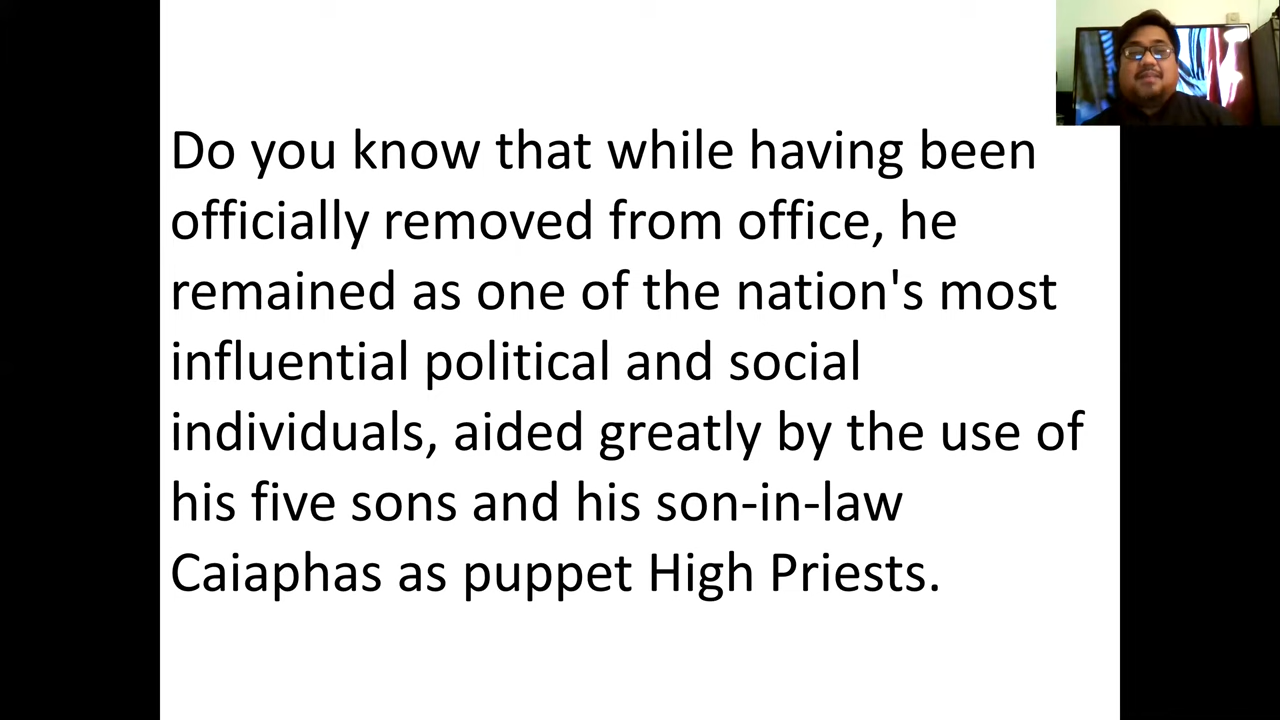 Do you know that while having been
officially removed from office, he
remained as one of the nation's most
influential political and social
individuals, aided greatly by the use of
his five sons and his son-in-law
Caiaphas as puppet High Priests.